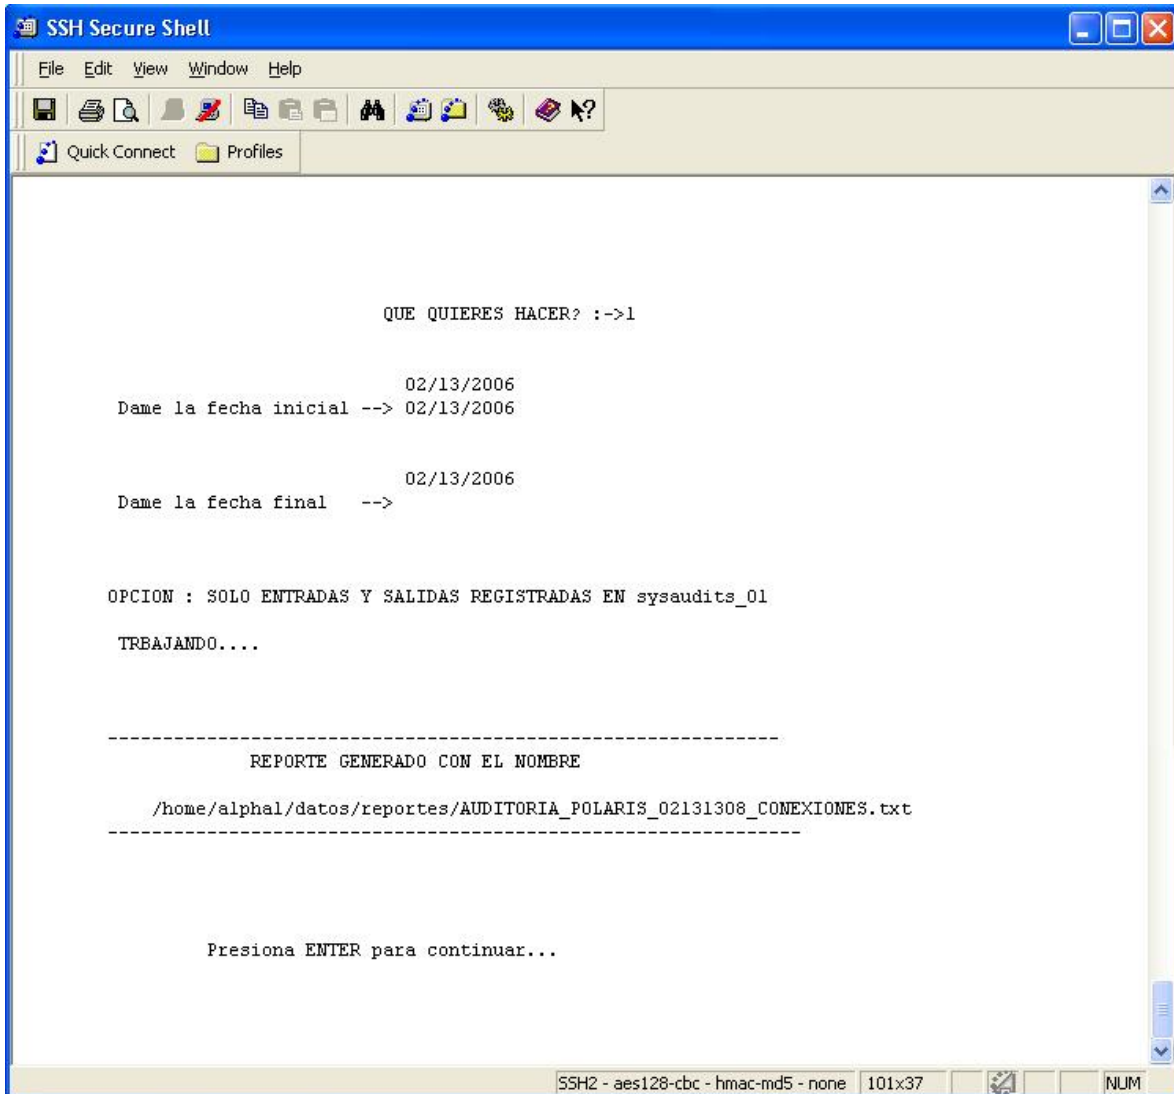 SSH Secure Shell
File Edit View Window Help
Quick Connect Profiles
QUE QUIERES HACER? :->1
02/13/2006
Dame la fecha inicial --> 02/13/2006
02/13/2006
Dame la fecha final -->
OPCION : SOLO ENTRADAS Y SALIDAS REGISTRADAS EN sysaudits_01
TRBAJANDO....
-------------------------------------------------------------
REPORTE GENERADO CON EL NOMBRE
/home/alphal/datos/reportes/AUDITORIA_POLARIS_02131308_CONEXIONES.txt
---------------------------------------------------------------
Presiona ENTER para continuar...
SSH2 - aes128-cbc - hmac-md5 - none 101x37 NUM